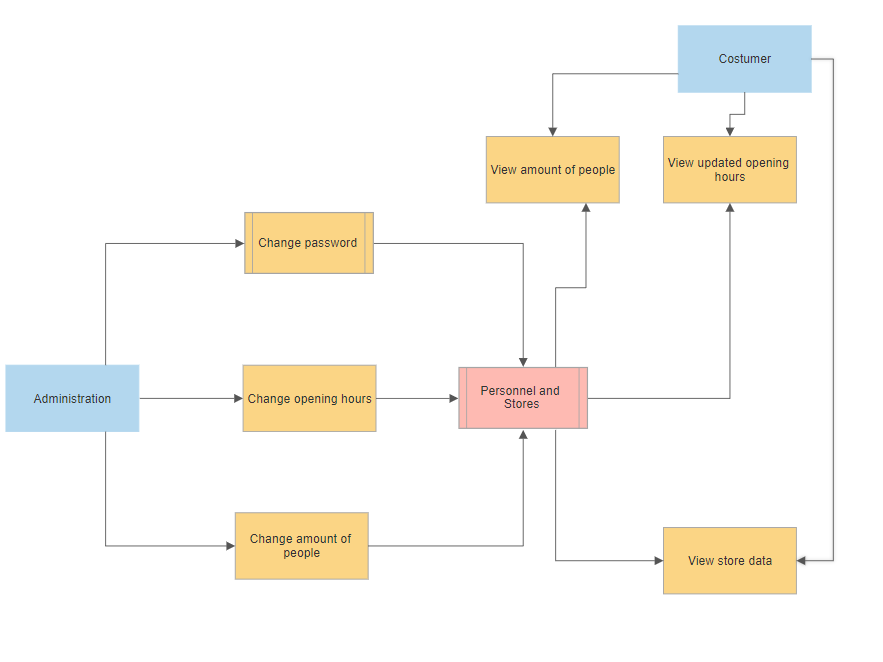 Costumer
View amount of people
View updated opening
hours
Change password
Administration
Change opening hours
Personnel and
Stores
Change amount of
people
View store data